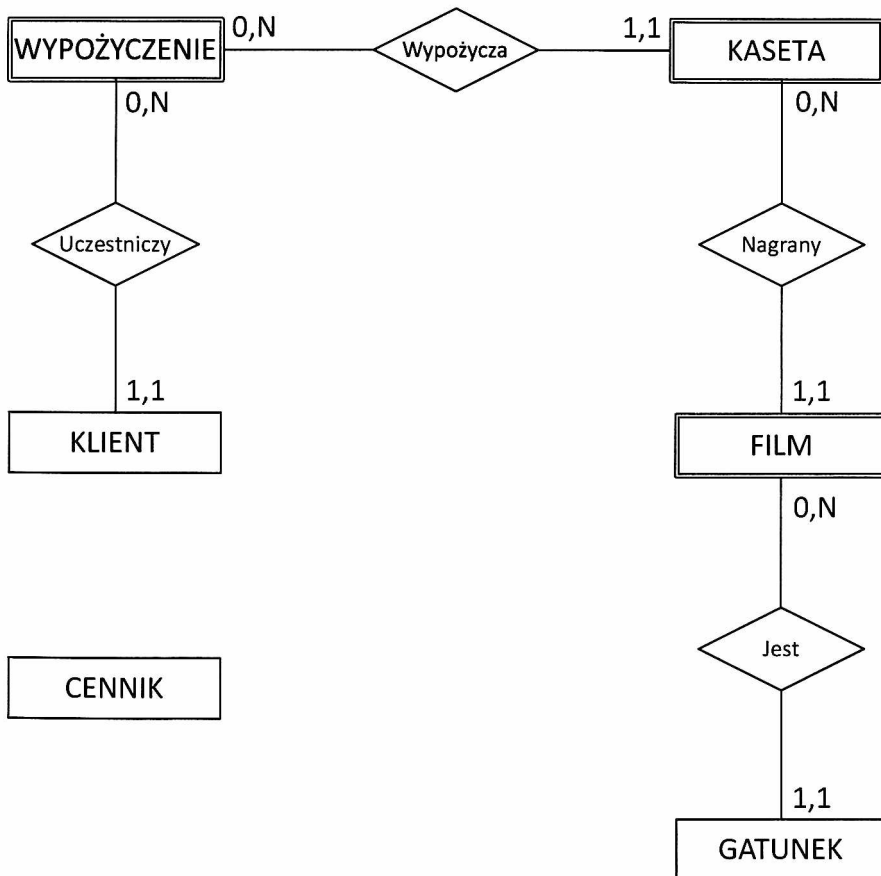 WYPOŻYCZENIE 0,N Wypożycza 1,1 KASETA
0,N 0,N
Uczestniczy Nagrany
1,1 1,1
KLIENT FILM
0,N
Jest
CENNIK
1,1
GATUNEK